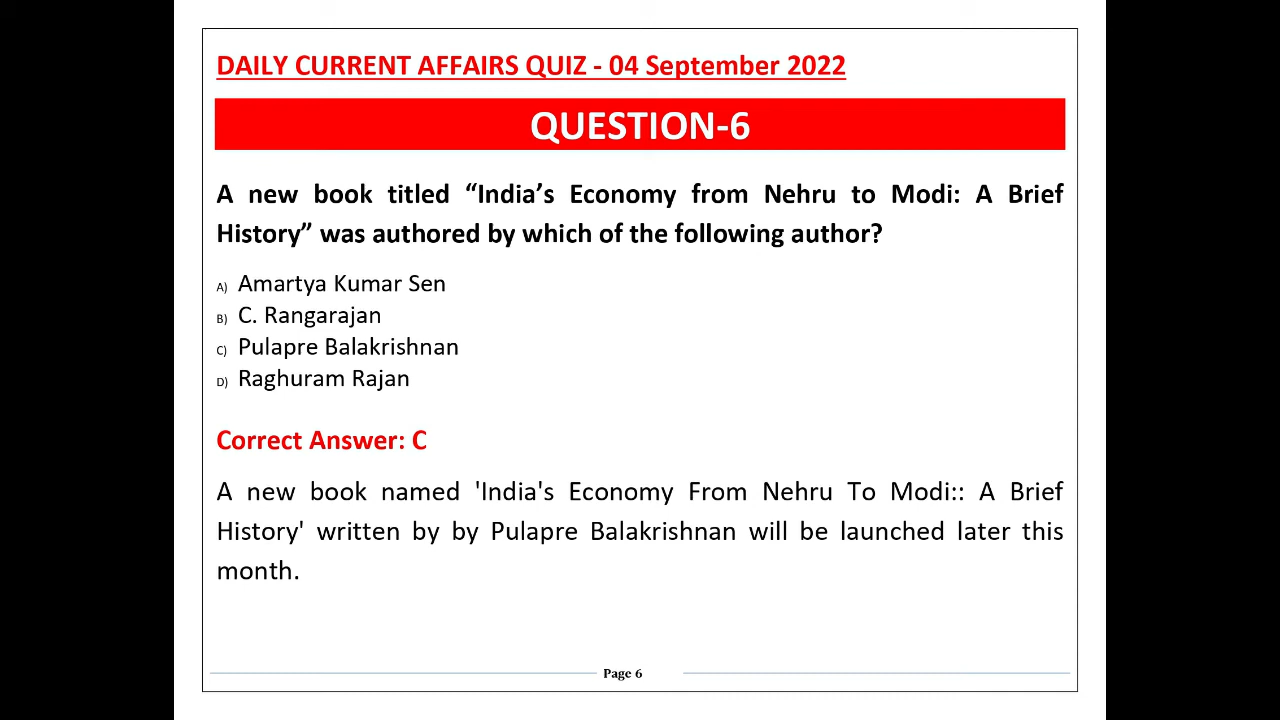 DAILY CURRENT AFFAIRS QUIZ - 04 September 2022
QUESTION-6
A new book titled “India’s Economy from Nehru to Modi: A Brief
History” was authored by which of the following author?
A) Amartya Kumar Sen
B) C. Rangarajan
C) Pulapre Balakrishnan
D) Raghuram Rajan
Correct Answer: C
A new book named 'India's Economy From Nehru To Modi:: A Brief
History' written by by Pulapre Balakrishnan will be launched later this
month.
Page 6